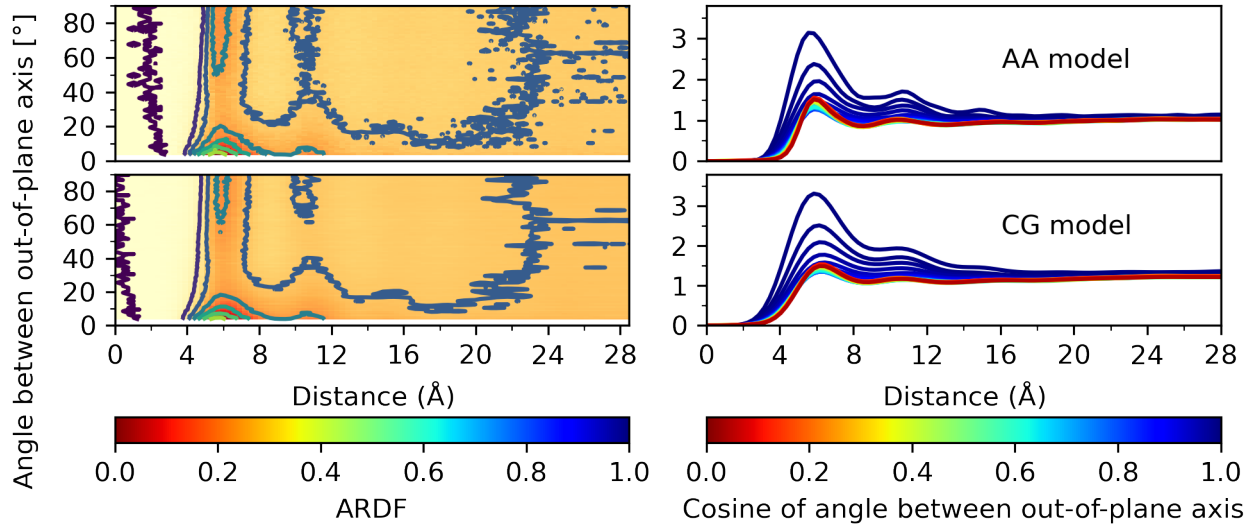 Angle between out-of-plane axis [°]
80
60
40
20
0
80
60
40
20
0
0 4 8 12 16 20 24 28
Distance (Å)
0.0 0.2 0.4 0.6 0.8 1.0
ARDF
3
2
1
0
AA model
3
2
1
0
CG model
0 4 8 12 16 20 24 28
Distance (Å)
0.0 0.2 0.4 0.6 0.8 1.0
Cosine of angle between out-of-plane axis